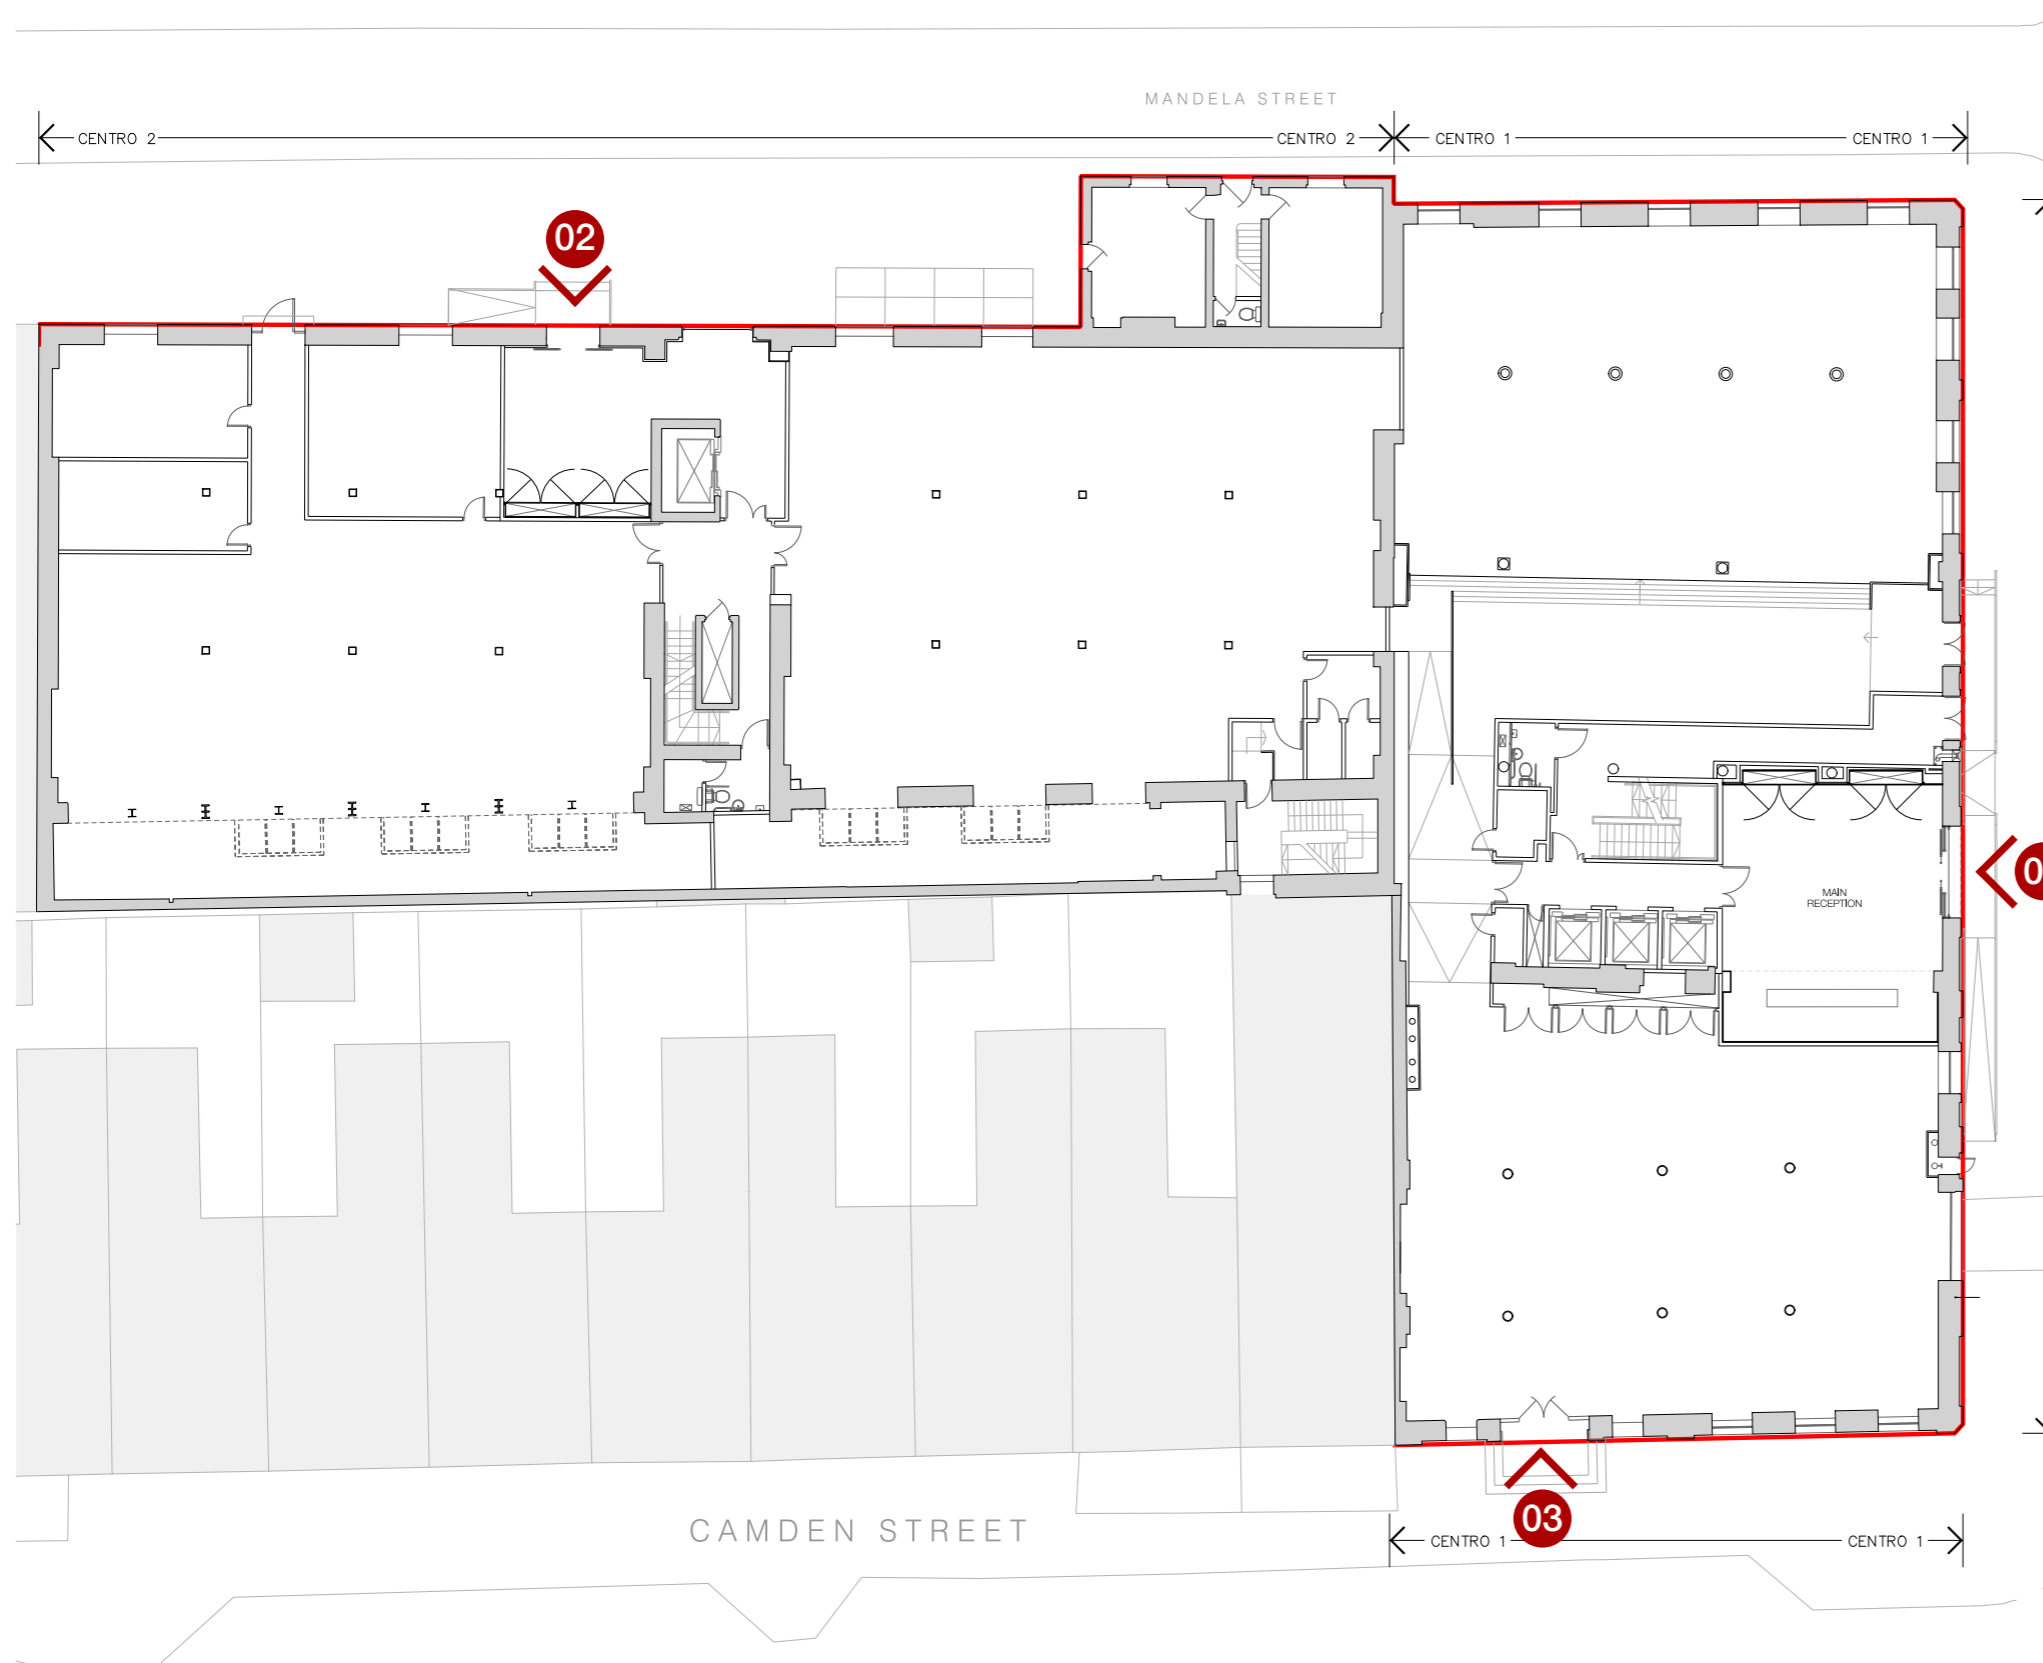 MANDELA STREET
CENTRO 2
CENTRO 2
CENTRO 1
CENTRO 1
02
MAIN
RECEPTION
CAMDEN STREET
03
CENTRO 1
CENTRO 1